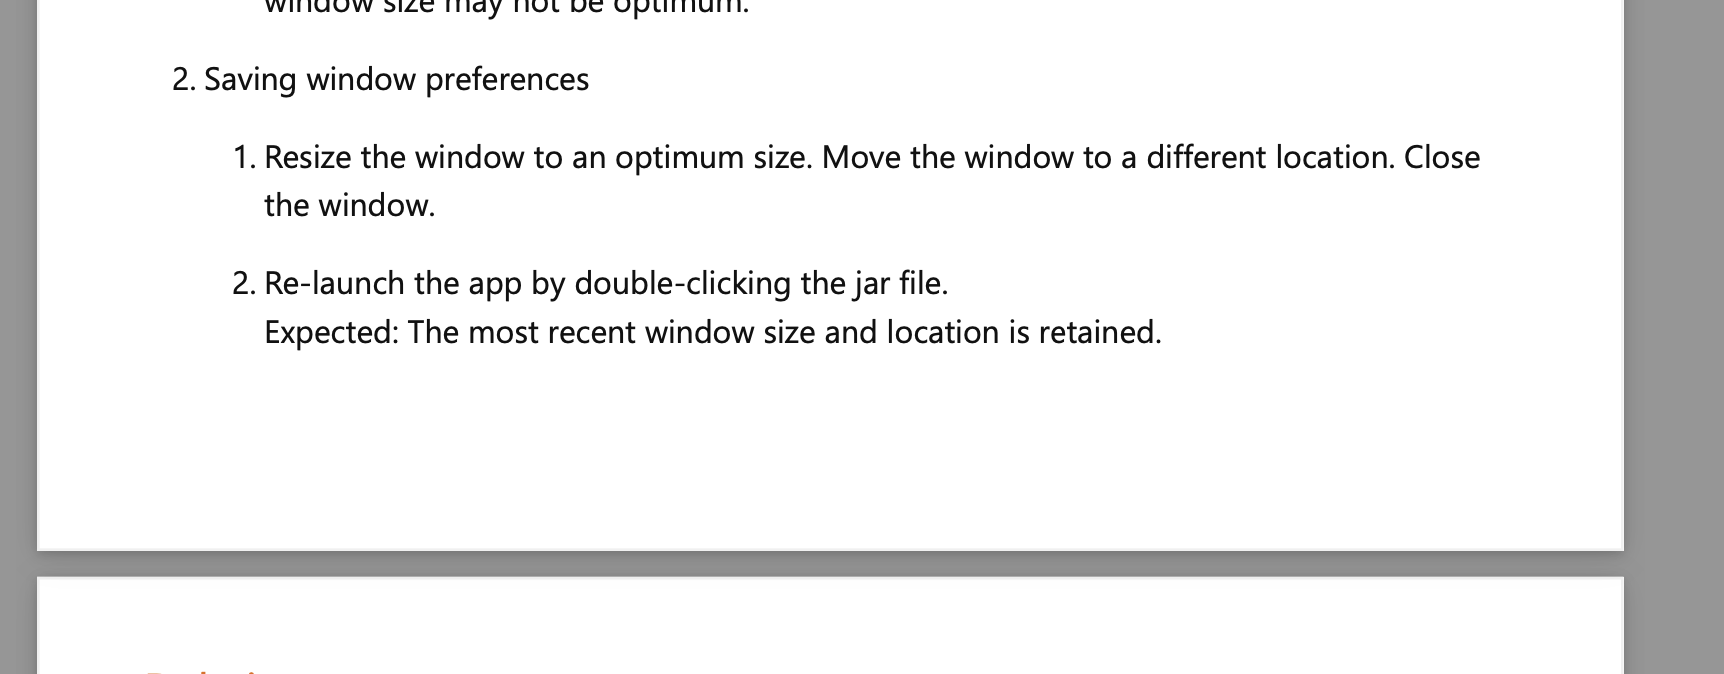 window size may not be optimum.
2. Saving window preferences
1. Resize the window to an optimum size. Move the window to a different location. Close
the window.
2. Re-launch the app by double-clicking the jar file.
Expected: The most recent window size and location is retained.